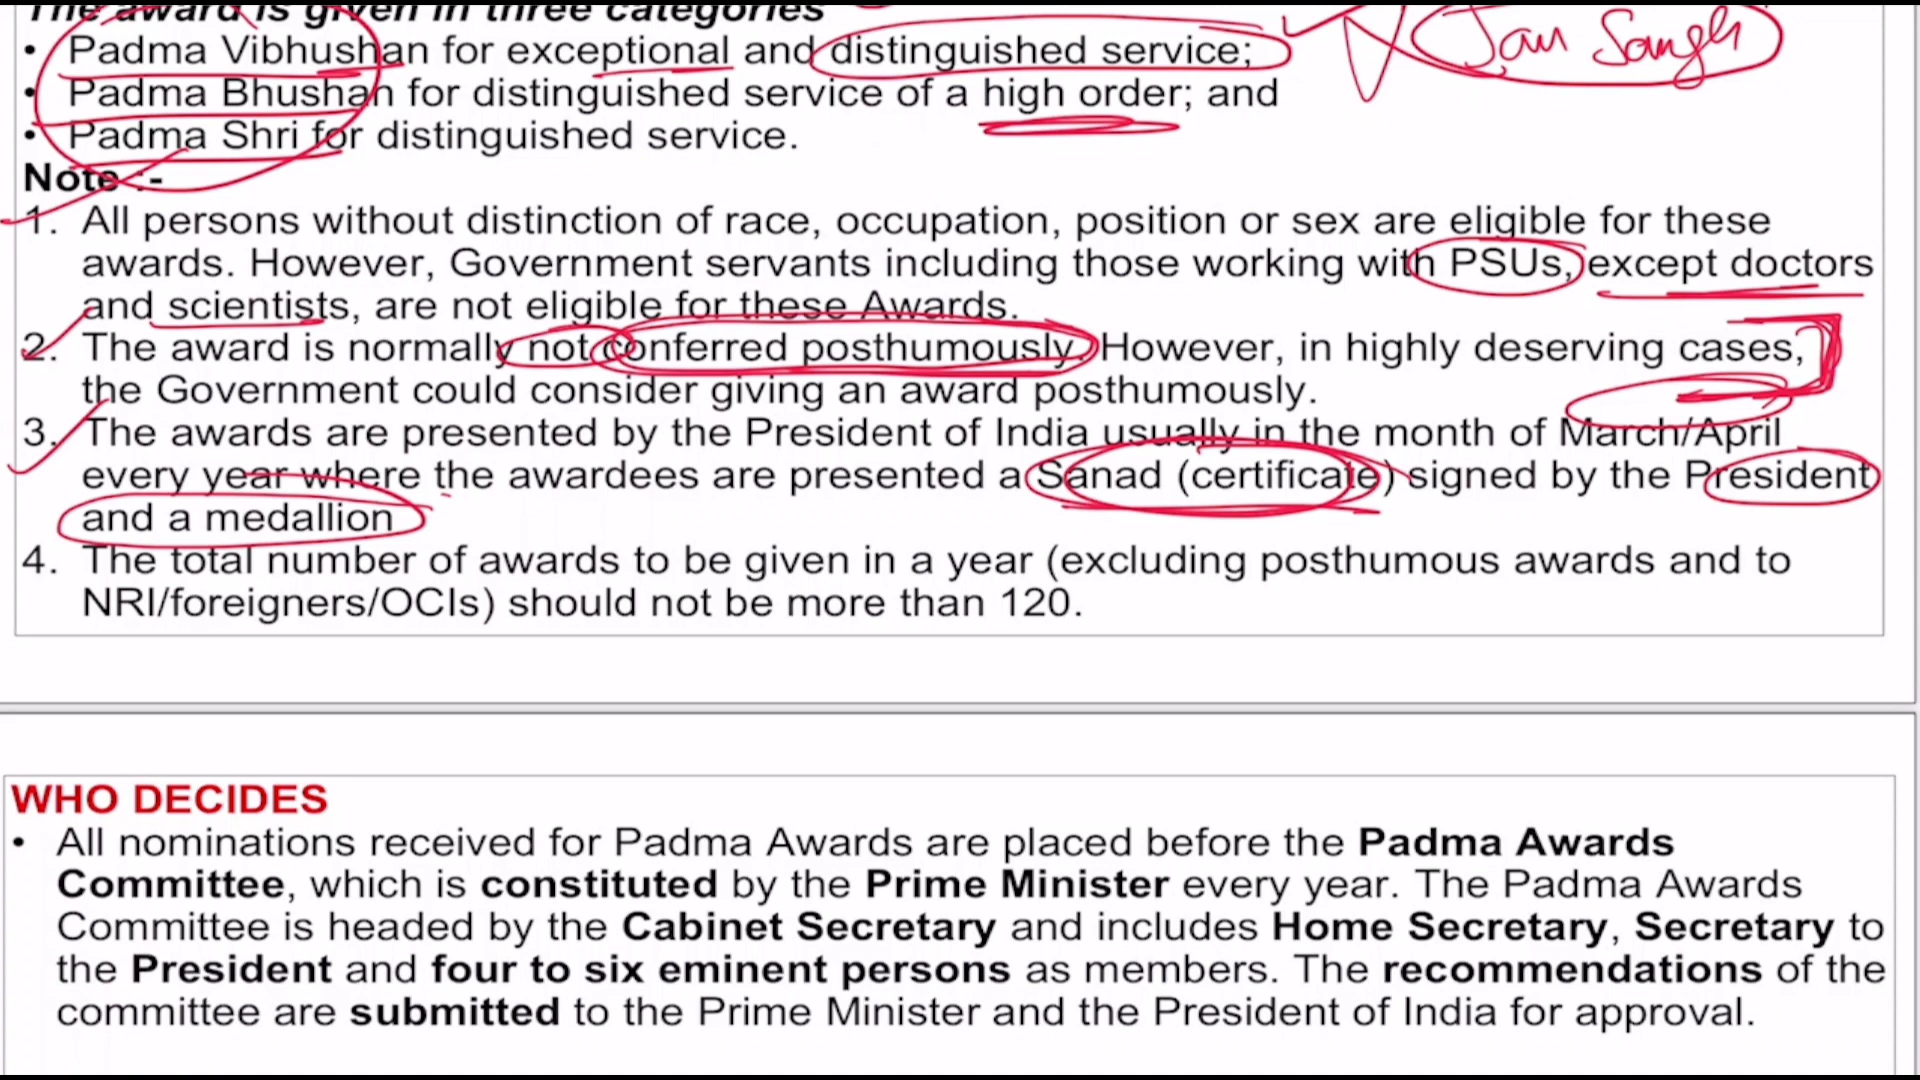 The award is given in three categories
Jan Sangh
• Padma Vibhushan for exceptional and distinguished service;
• Padma Bhushan for distinguished service of a high order; and
• Padma Shri for distinguished service.
Note :-
1. All persons without distinction of race, occupation, position or sex are eligible for these
awards. However, Government servants including those working with PSUs, except doctors
and scientists, are not eligible for these Awards.
2. The award is normally not conferred posthumously. However, in highly deserving cases,
the Government could consider giving an award posthumously.
3. The awards are presented by the President of India usually in the month of March/April
every year where the awardees are presented a Sanad (certificate) signed by the President
and a medallion
4. The total number of awards to be given in a year (excluding posthumous awards and to
NRI/foreigners/OCIs) should not be more than 120.
WHO DECIDES
• All nominations received for Padma Awards are placed before the Padma Awards
Committee, which is constituted by the Prime Minister every year. The Padma Awards
Committee is headed by the Cabinet Secretary and includes Home Secretary, Secretary to
the President and four to six eminent persons as members. The recommendations of the
committee are submitted to the Prime Minister and the President of India for approval.